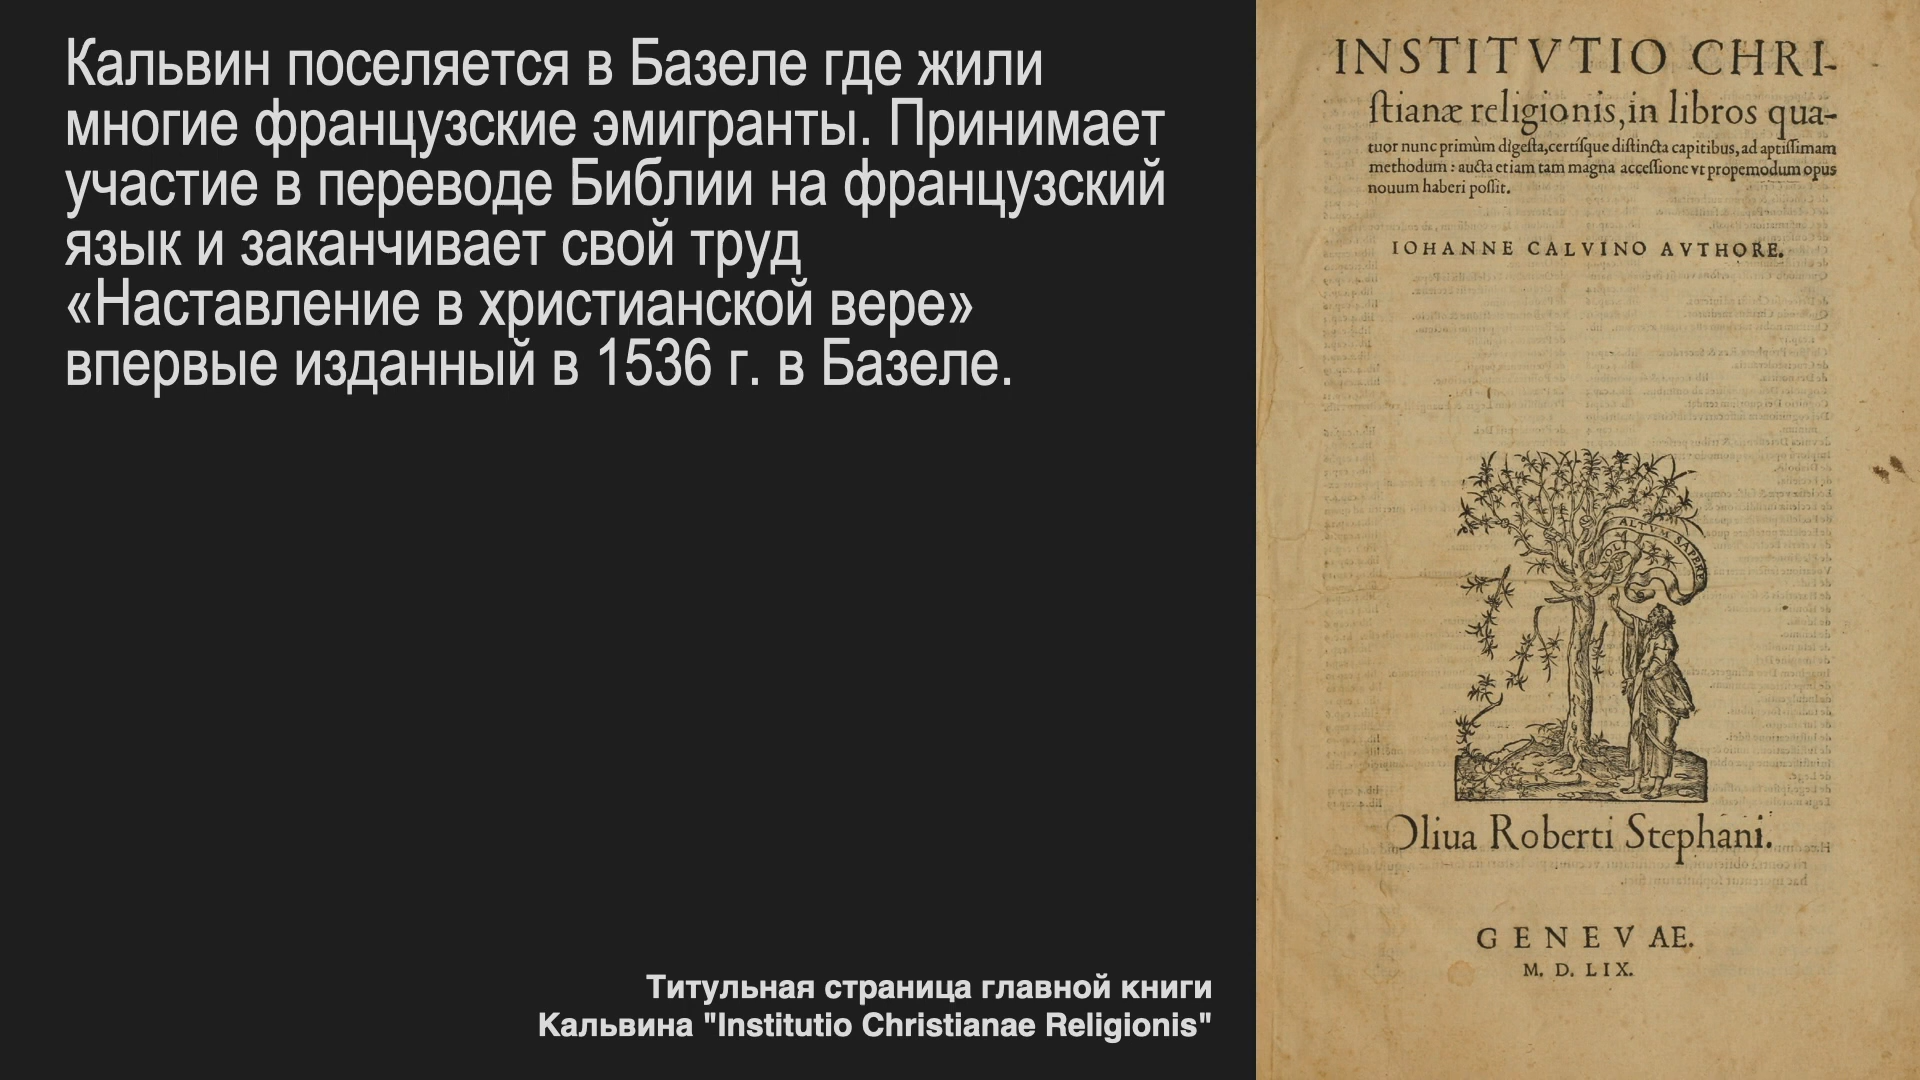 Кальвин поселяется в Базеле где жили
многие французские эмигранты. Принимает
участие в переводе Библии на французский
язык и заканчивает свой труд
«Наставление в христианской вере»
впервые изданный в 1536 г. в Базеле.
Титульная страница главной книги
Кальвина "Institutio Christianae Religionis"
INSTITVTIO CHRI-
ſtianæ religionis, in libros qua-
tuor nunc primùm digeſta, certíſque diſtincta capitibus, ad aptiſſimam
methodum: aucta etiam tam magna acceſſione vt propemodum opus
nouum haberi poſſit.
IOHANNE CALVINO AVTHORE.
ALTVM SAPERE
Oliua Roberti Stephani.
GENEVAE.
M. D. LIX.